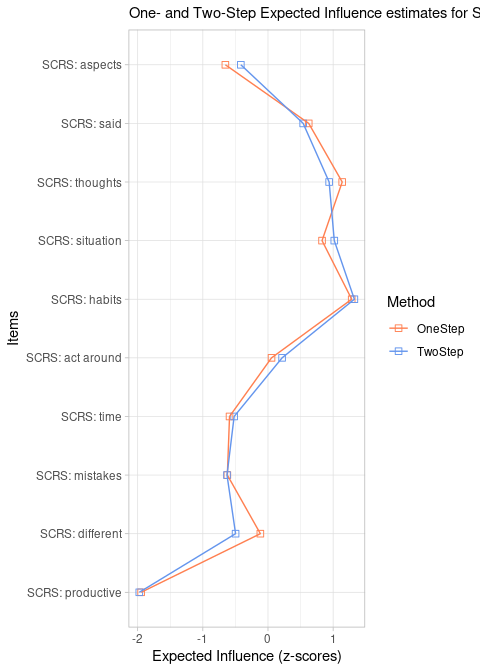 One- and Two-Step Expected Influence estimates for S
SCRS: aspects
SCRS: said
SCRS: thoughts
SCRS: situation
SCRS: habits
SCRS: act around
SCRS: time
SCRS: mistakes
SCRS: different
SCRS: productive
Items
-2 -1 0 1
Expected Influence (z-scores)
Method
OneStep
TwoStep